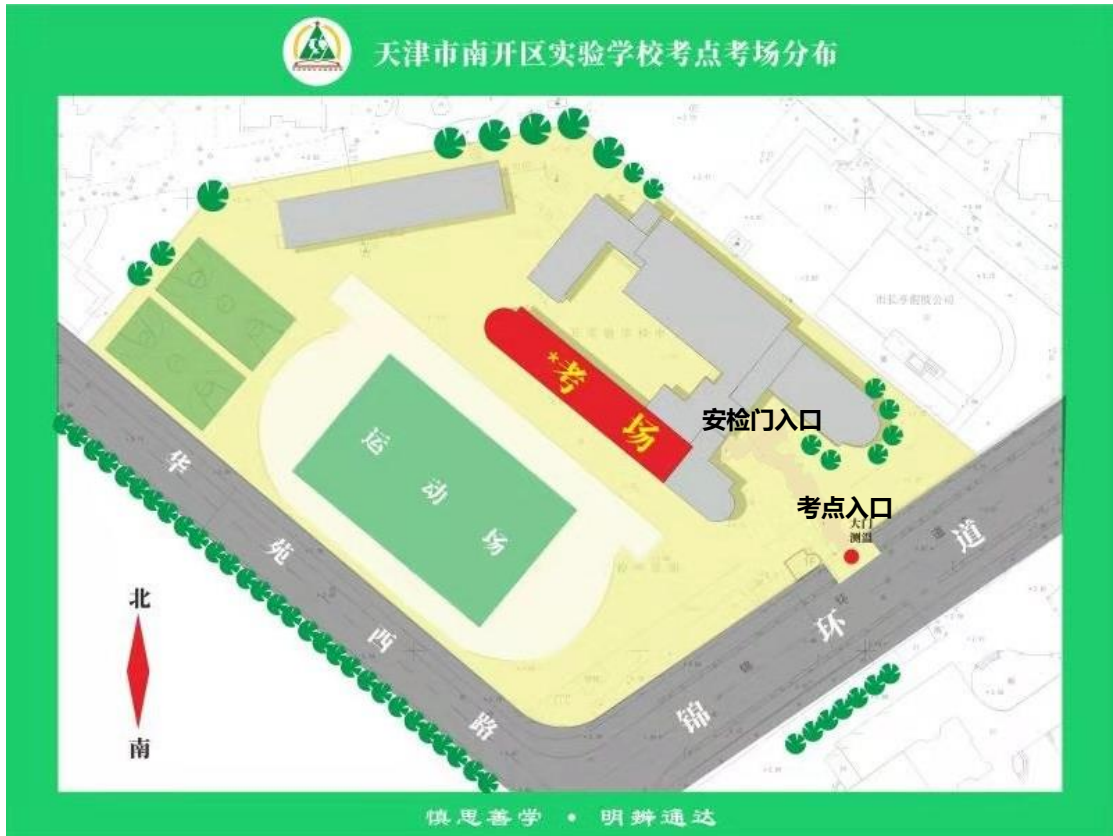 天津市南开区实验学校考点考场分布
*考场
安检门入口
考点入口
大门
测温
运动场
华苑西路
锦环道
北
南
慎思善学 • 明辨通达